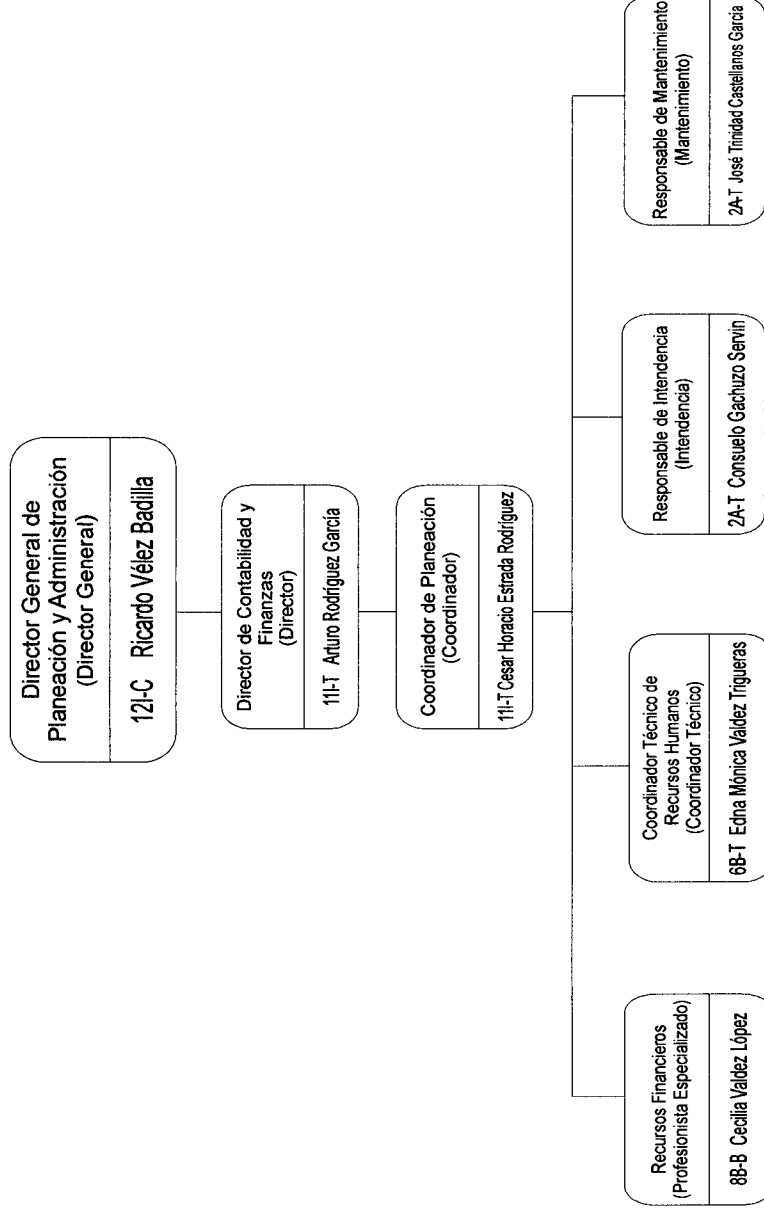 Director General de
Planeación y Administración
(Director General)
12I-C Ricardo Vélez Badilla
Director de Contabilidad y
Finanzas
(Director)
11I-T Arturo Rodríguez García
Coordinador de Planeación
(Coordinador)
11I-T Cesar Horacio Estrada Rodríguez
Recursos Financieros
(Profesionista Especializado)
8B-B Cecilia Valdez López
Coordinador Técnico de
Recursos Humanos
(Coordinador Técnico)
6B-T Edna Mónica Valdez Trigueras
Responsable de Intendencia
(Intendencia)
2A-T Consuelo Gachuzo Servin
Responsable de Mantenimiento
(Mantenimiento)
2A-T José Trinidad Castellanos García